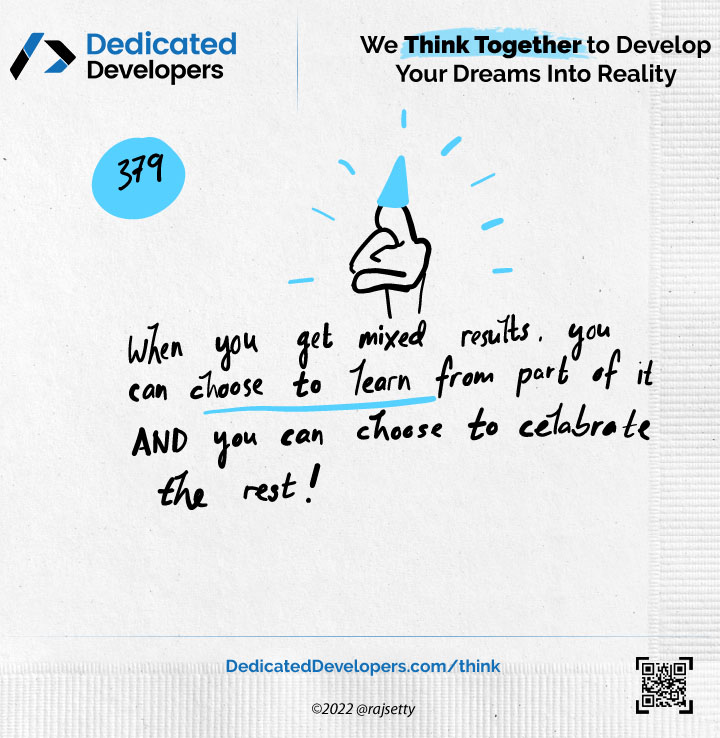 Dedicated
Developers
We Think Together to Develop
Your Dreams Into Reality
379
When you get mixed results. you
can choose to learn from part of it
AND you can choose to celabrate
the rest!
DedicatedDevelopers.com/think
©2022 @rajsetty